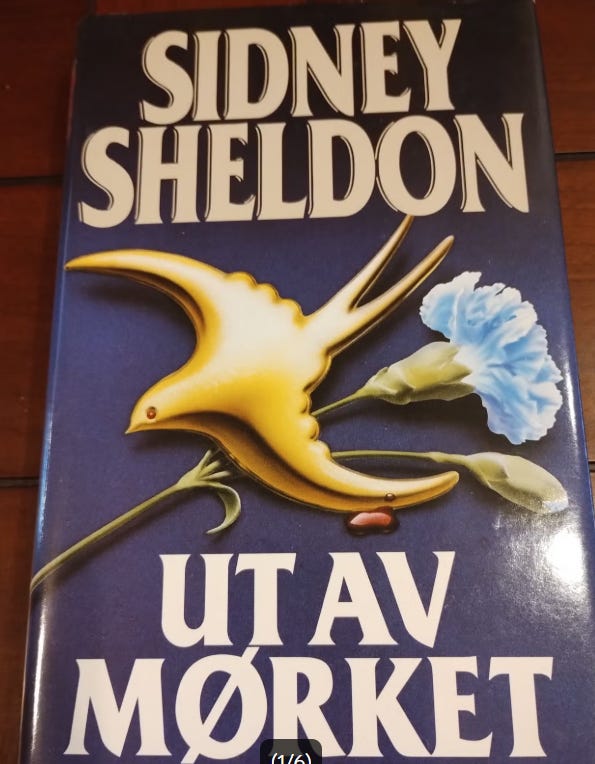 SIDNEY
SHELDON
UT AV
MØRKET
(1/6)